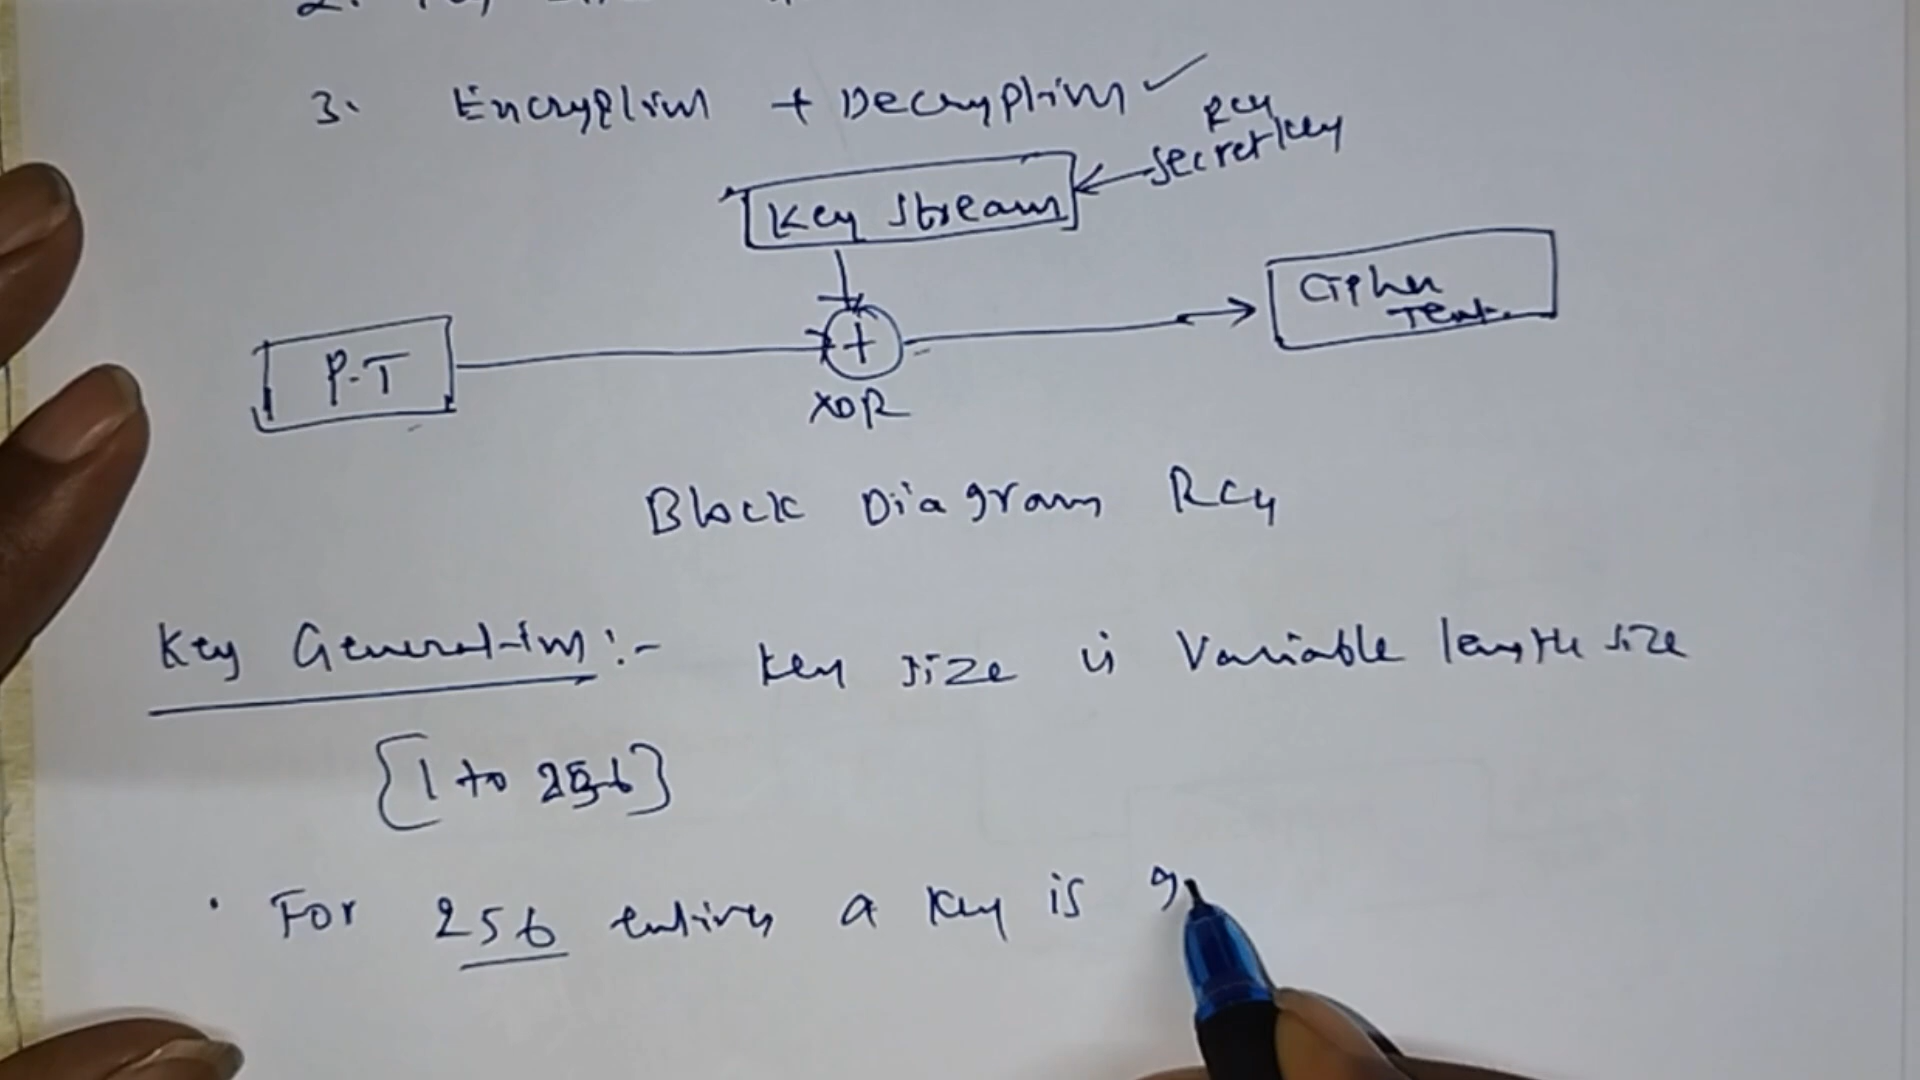 3. Encryption + Decryption ✓
RC4
secret key
Key Stream
Cipher
Text
P.T
+
XOR
Block Diagram RC4
Key Generation :- Key size is Variable length size
[1 to 256]
• For 256 entires a key is